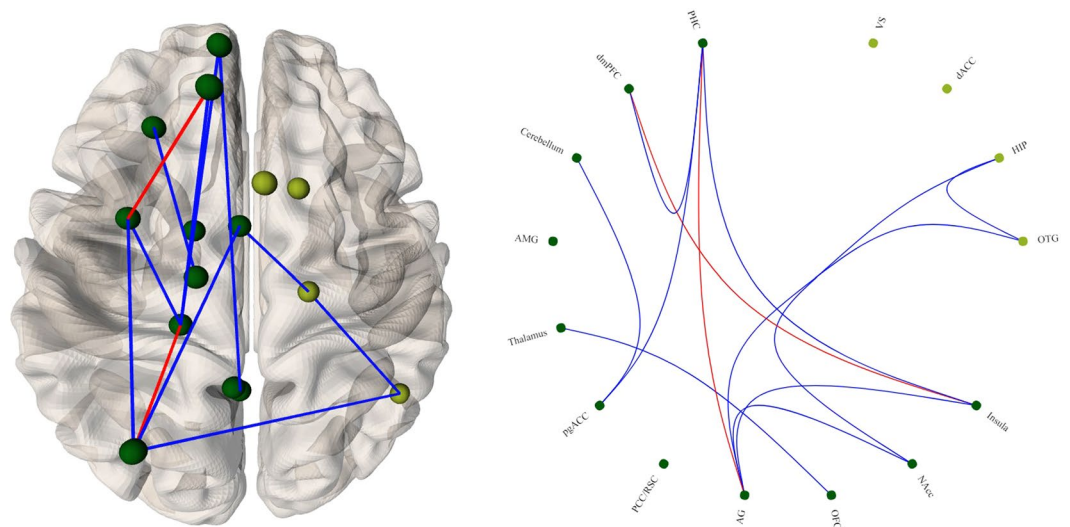 PHC
VS
dmPFC
dACC
Cerebellum
HIP
AMG
OTG
Thalamus
pgACC
Insula
PCC/RSC
NAcc
AG
OFC